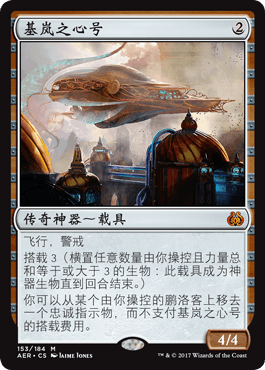 基岚之心号 2
传奇神器～载具
飞行，警戒
搭载3（横置任意数量由你操控且力量总
和等于或大于3的生物：此载具成为神
器生物直到回合结束。）
你可以从某个由你操控的鹏洛客上移去
一个忠诚指示物，而不支付基岚之心号
的搭载费用。
4/4
153/184 M
AER • CS JAIME JONES
™ & © 2017 Wizards of the Coast